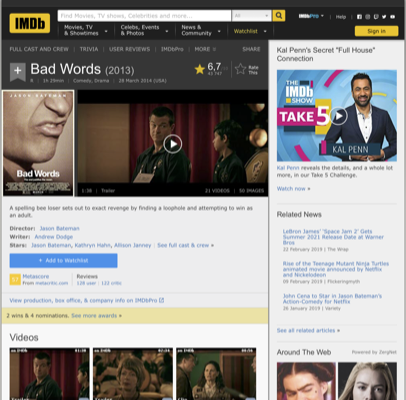 IMDb
Find Movies, TV shows, Celebrities and more...
All
IMDbPro
Help
Movies, TV & Showtimes
Celebs, Events & Photos
News & Community
Watchlist
Sign in
FULL CAST AND CREW | TRIVIA | USER REVIEWS | IMDbPro | MORE
SHARE
Bad Words (2013)
6,7
Rate This
R | 1h 29min | Comedy, Drama | 28 March 2014 (USA)
JASON BATEMAN
Bad Words
1:38 | Trailer
21 VIDEOS | 50 IMAGES
A spelling bee loser sets out to exact revenge by finding a loophole and attempting to win as an adult.
Director: Jason Bateman
Writer: Andrew Dodge
Stars: Jason Bateman, Kathryn Hahn, Allison Janney | See full cast & crew »
+ Add to Watchlist
57
Metascore
From metacritic.com
Reviews
128 user | 132 critic
View production, box office, & company info on IMDbPro
2 wins & 4 nominations. See more awards »
Videos
Kal Penn's Secret "Full House" Connection
THE IMDb SHOW
TAKE 5
KAL PENN
Kal Penn reveals the details, and a whole lot more, in our Take 5 Challenge.
Watch now »
Related News
LeBron James' 'Space Jam 2' Gets Summer 2021 Release Date at Warner Bros
22 February 2019 | The Wrap
Rise of the Teenage Mutant Ninja Turtles animated movie announced by Netflix and Nickelodeon
09 February 2019 | Flickeringmyth
John Cena to Star in Jason Bateman's Action-Comedy for Netflix
26 January 2019 | Variety
See all related articles »
Around The Web
Powered by ZergNet